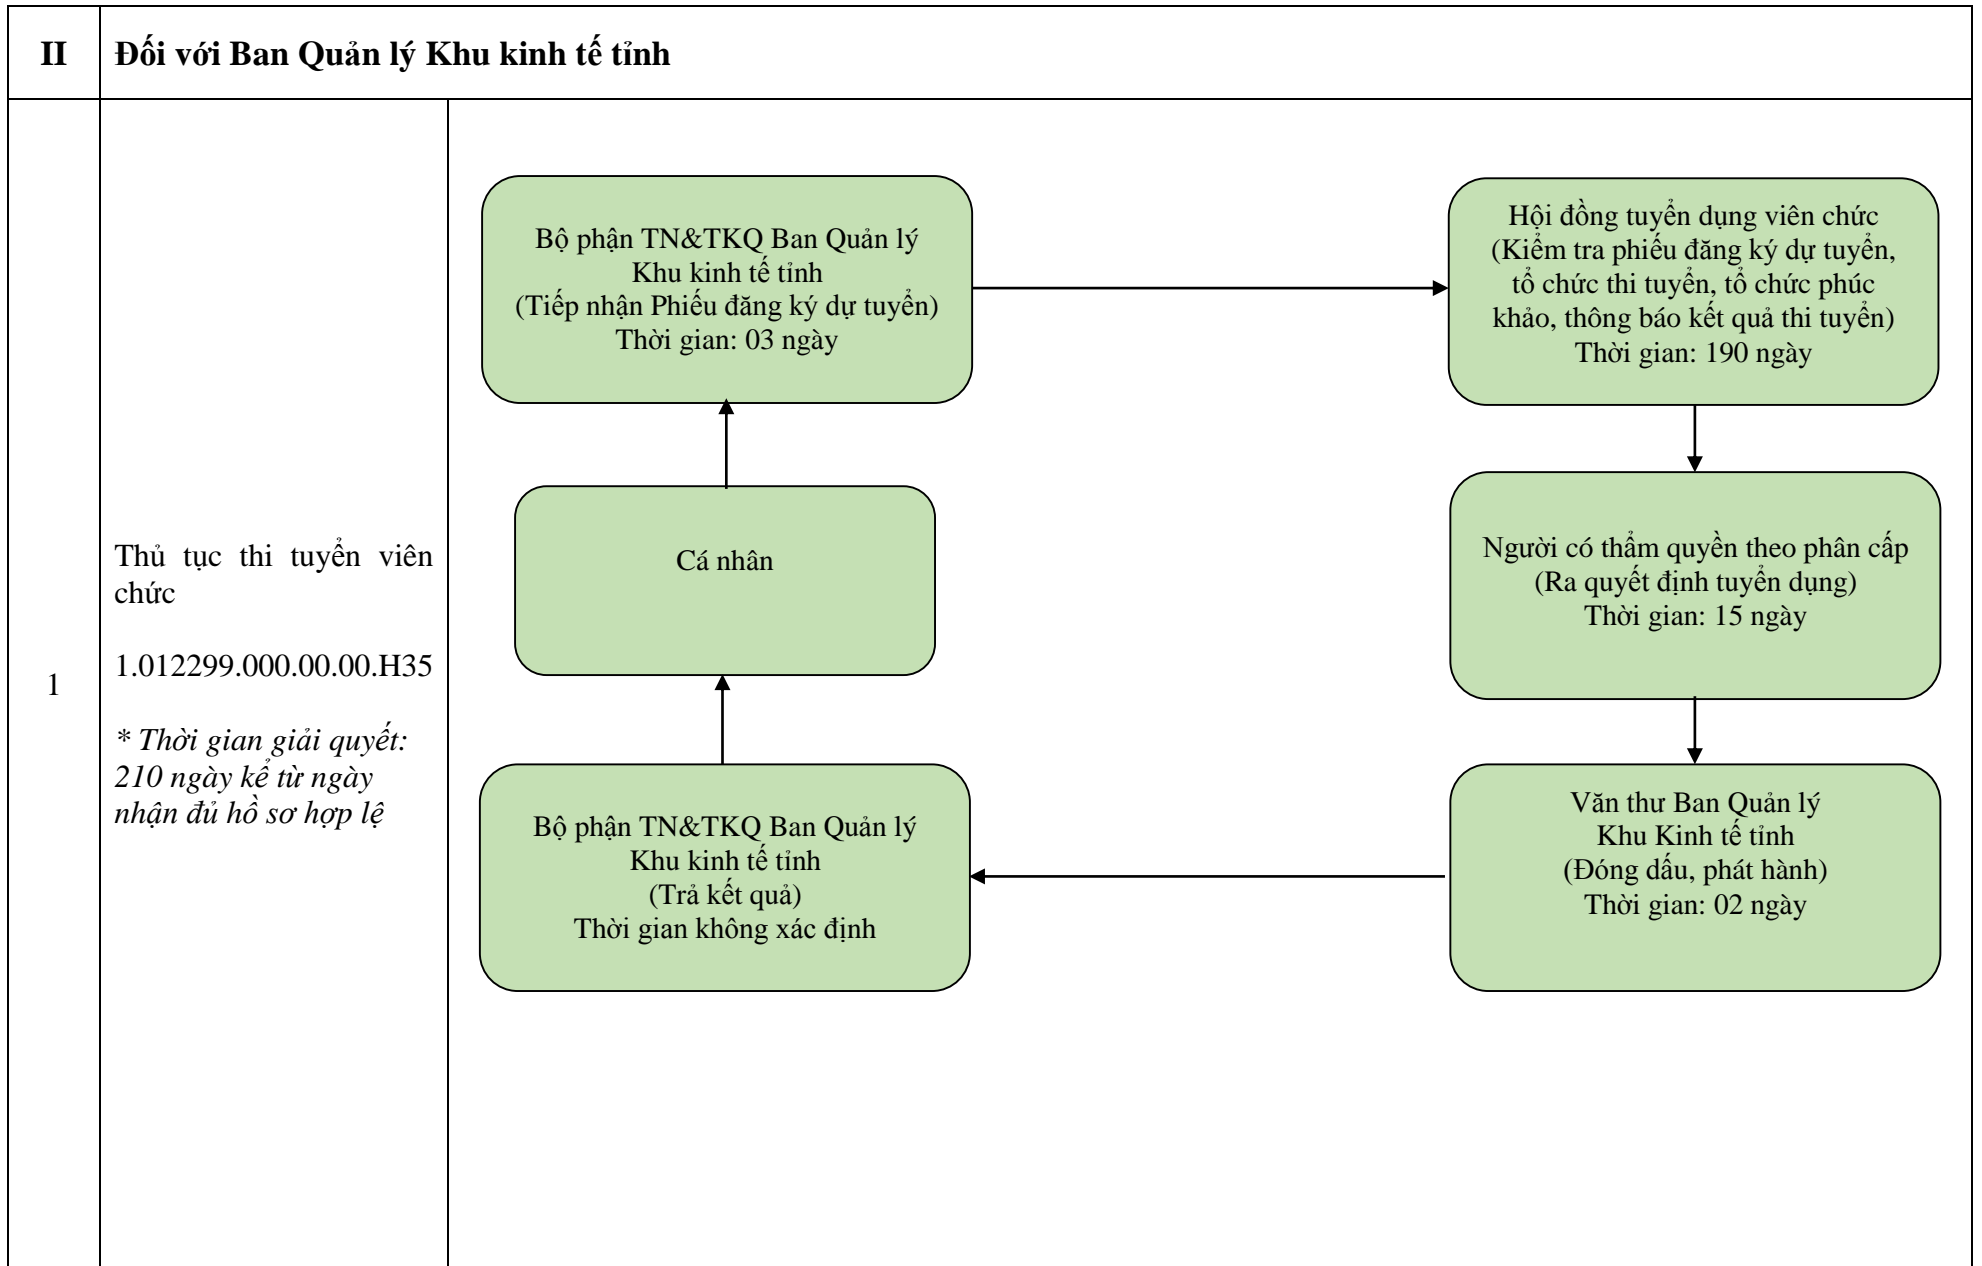 II
Đối với Ban Quản lý Khu kinh tế tỉnh
1
Thủ tục thi tuyển viên
chức
1.012299.000.00.00.H35
* Thời gian giải quyết:
210 ngày kể từ ngày
nhận đủ hồ sơ hợp lệ
Bộ phận TN&TKQ Ban Quản lý
Khu kinh tế tỉnh
(Tiếp nhận Phiếu đăng ký dự tuyển)
Thời gian: 03 ngày
Hội đồng tuyển dụng viên chức
(Kiểm tra phiếu đăng ký dự tuyển,
tổ chức thi tuyển, tổ chức phúc
khảo, thông báo kết quả thi tuyển)
Thời gian: 190 ngày
Cá nhân
Người có thẩm quyền theo phân cấp
(Ra quyết định tuyển dụng)
Thời gian: 15 ngày
Bộ phận TN&TKQ Ban Quản lý
Khu kinh tế tỉnh
(Trả kết quả)
Thời gian không xác định
Văn thư Ban Quản lý
Khu Kinh tế tỉnh
(Đóng dấu, phát hành)
Thời gian: 02 ngày